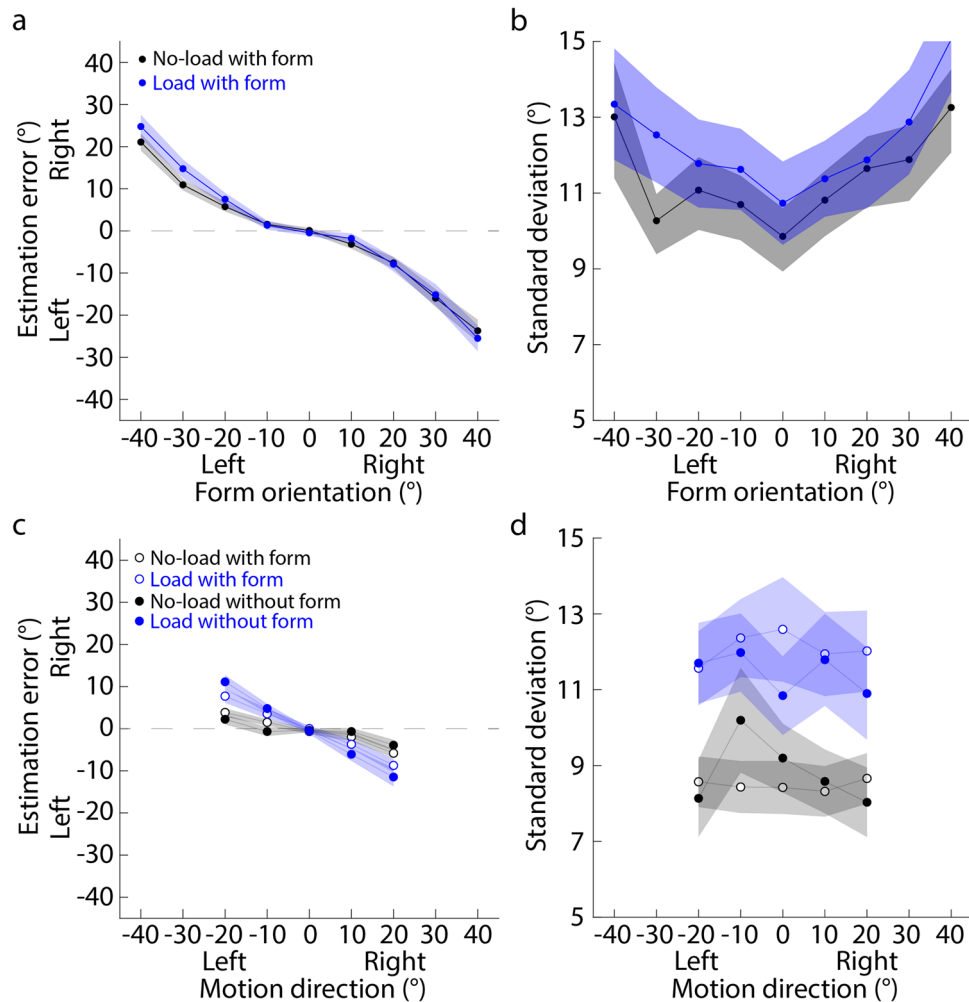 a
Estimation error (°)
Left Right
40
30
20
10
0
-10
-20
-30
-40
No-load with form
Load with form
-40 -30 -20 -10 0 10 20 30 40
Left Right
Form orientation (°)
b
Standard deviation (°)
15
13
11
9
7
5
-40 -30 -20 -10 0 10 20 30 40
Left Right
Form orientation (°)
c
Estimation error (°)
Left Right
40
30
20
10
0
-10
-20
-30
-40
No-load with form
Load with form
No-load without form
Load without form
-40 -30 -20 -10 0 10 20 30 40
Left Right
Motion direction (°)
d
Standard deviation (°)
15
13
11
9
7
5
-40 -30 -20 -10 0 10 20 30 40
Left Right
Motion direction (°)